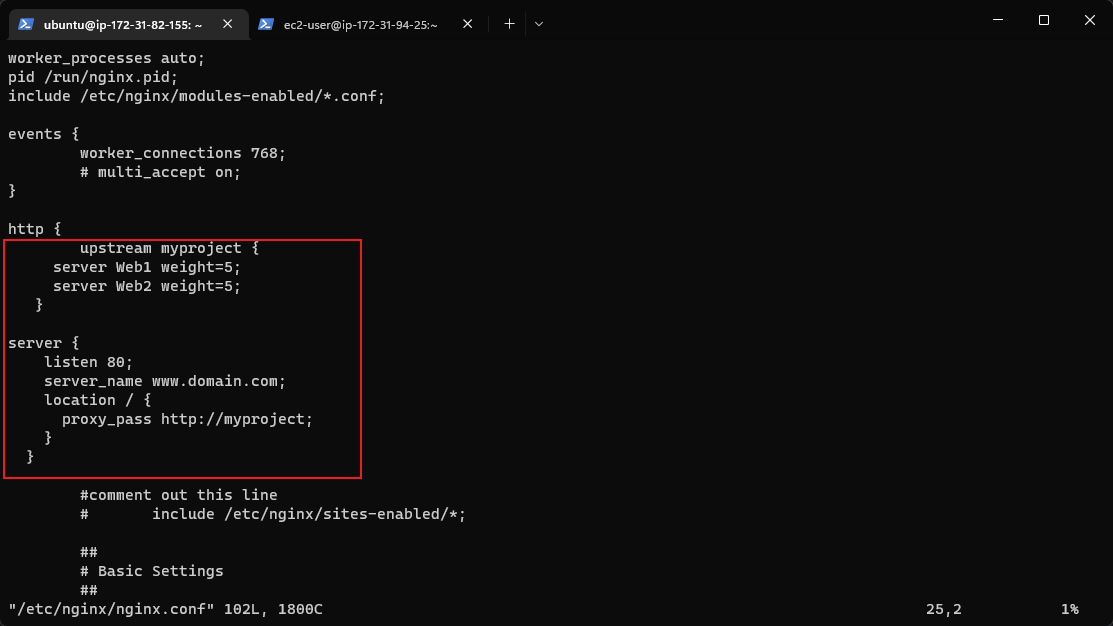 ubuntu@ip-172-31-82-155: ~
ec2-user@ip-172-31-94-25:~
worker_processes auto;
pid /run/nginx.pid;
include /etc/nginx/modules-enabled/*.conf;
events {
        worker_connections 768;
        # multi_accept on;
}
http {
        upstream myproject {
     server Web1 weight=5;
     server Web2 weight=5;
   }
server {
    listen 80;
    server_name www.domain.com;
    location / {
      proxy_pass http://myproject;
    }
  }
        #comment out this line
        #       include /etc/nginx/sites-enabled/*;
        ##
        # Basic Settings
        ##
"/etc/nginx/nginx.conf" 102L, 1800C                25,2           1%